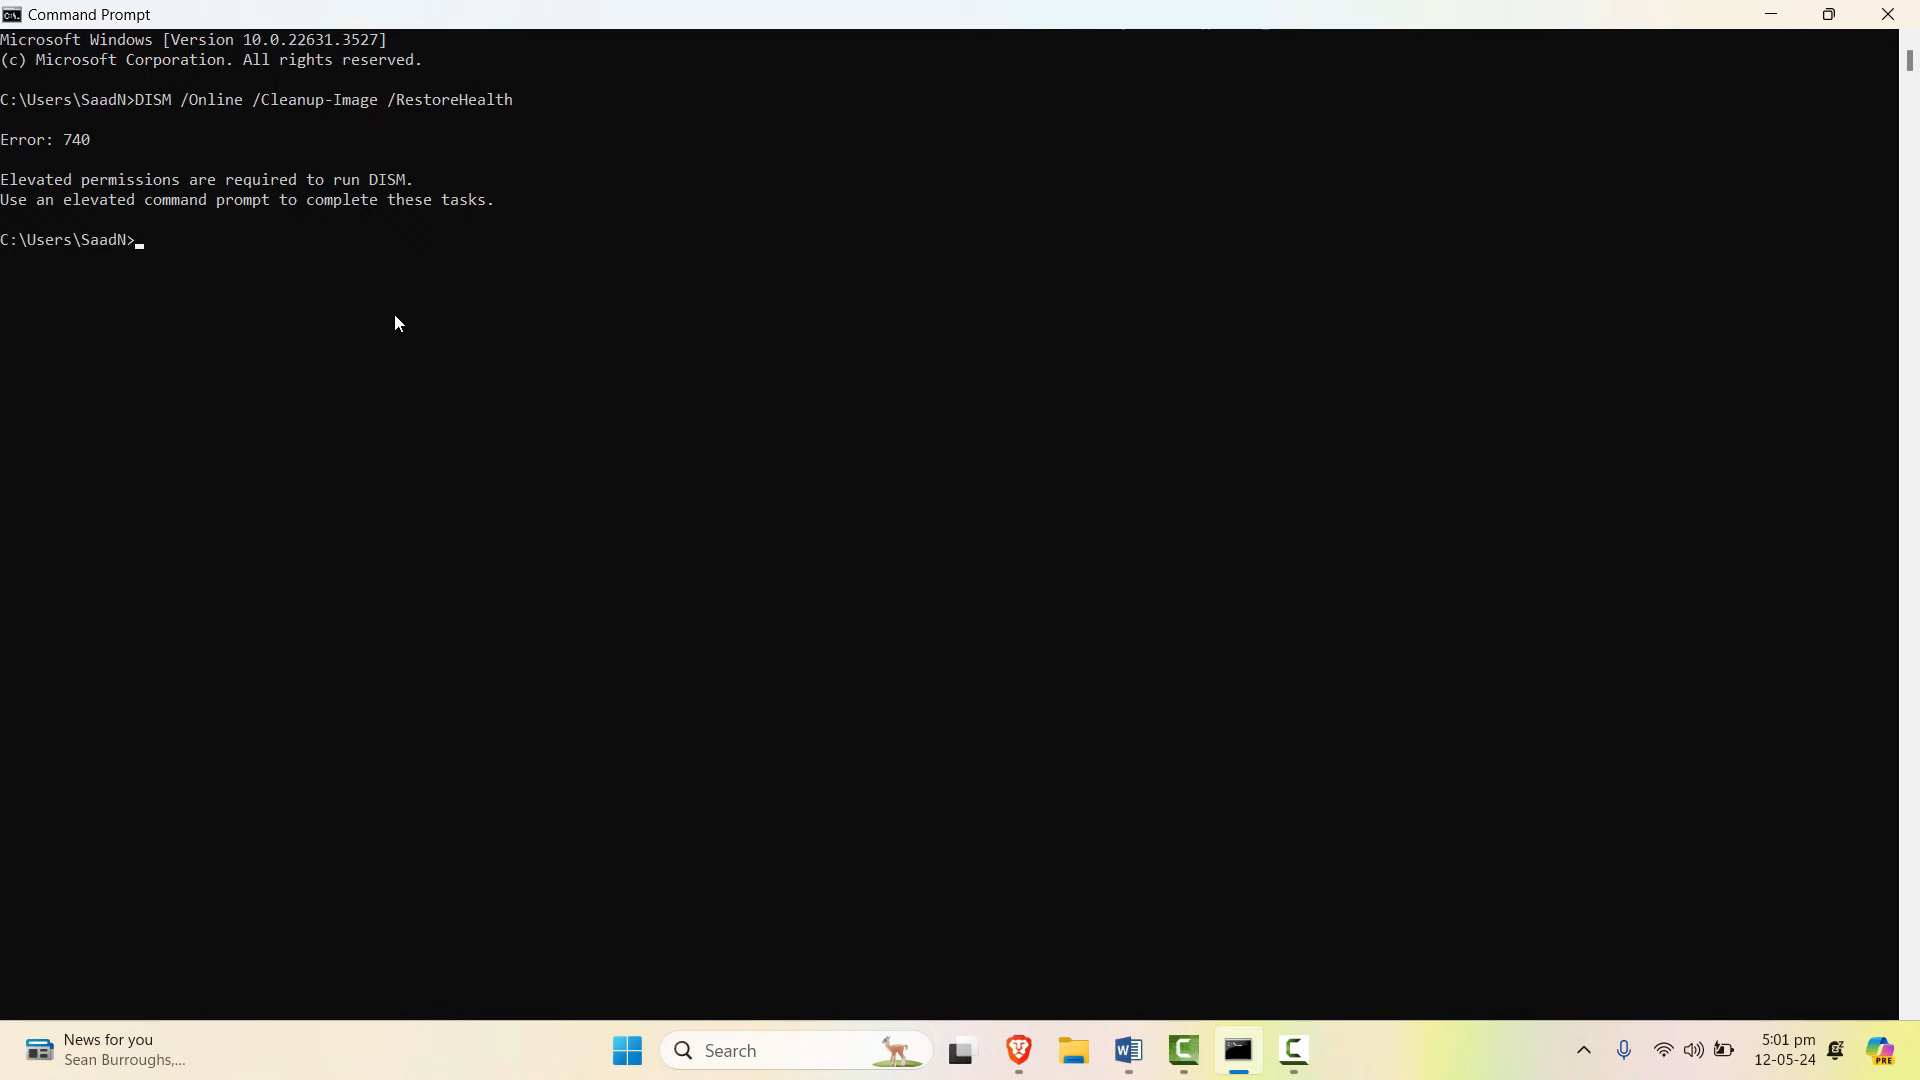 Command Prompt
Microsoft Windows [Version 10.0.22631.3527]
(c) Microsoft Corporation. All rights reserved.
C:\Users\SaadN>DISM /Online /Cleanup-Image /RestoreHealth
Error: 740
Elevated permissions are required to run DISM.
Use an elevated command prompt to complete these tasks.
C:\Users\SaadN>
News for you
Sean Burroughs,...
Search
5:01 pm
12-05-24
PRE